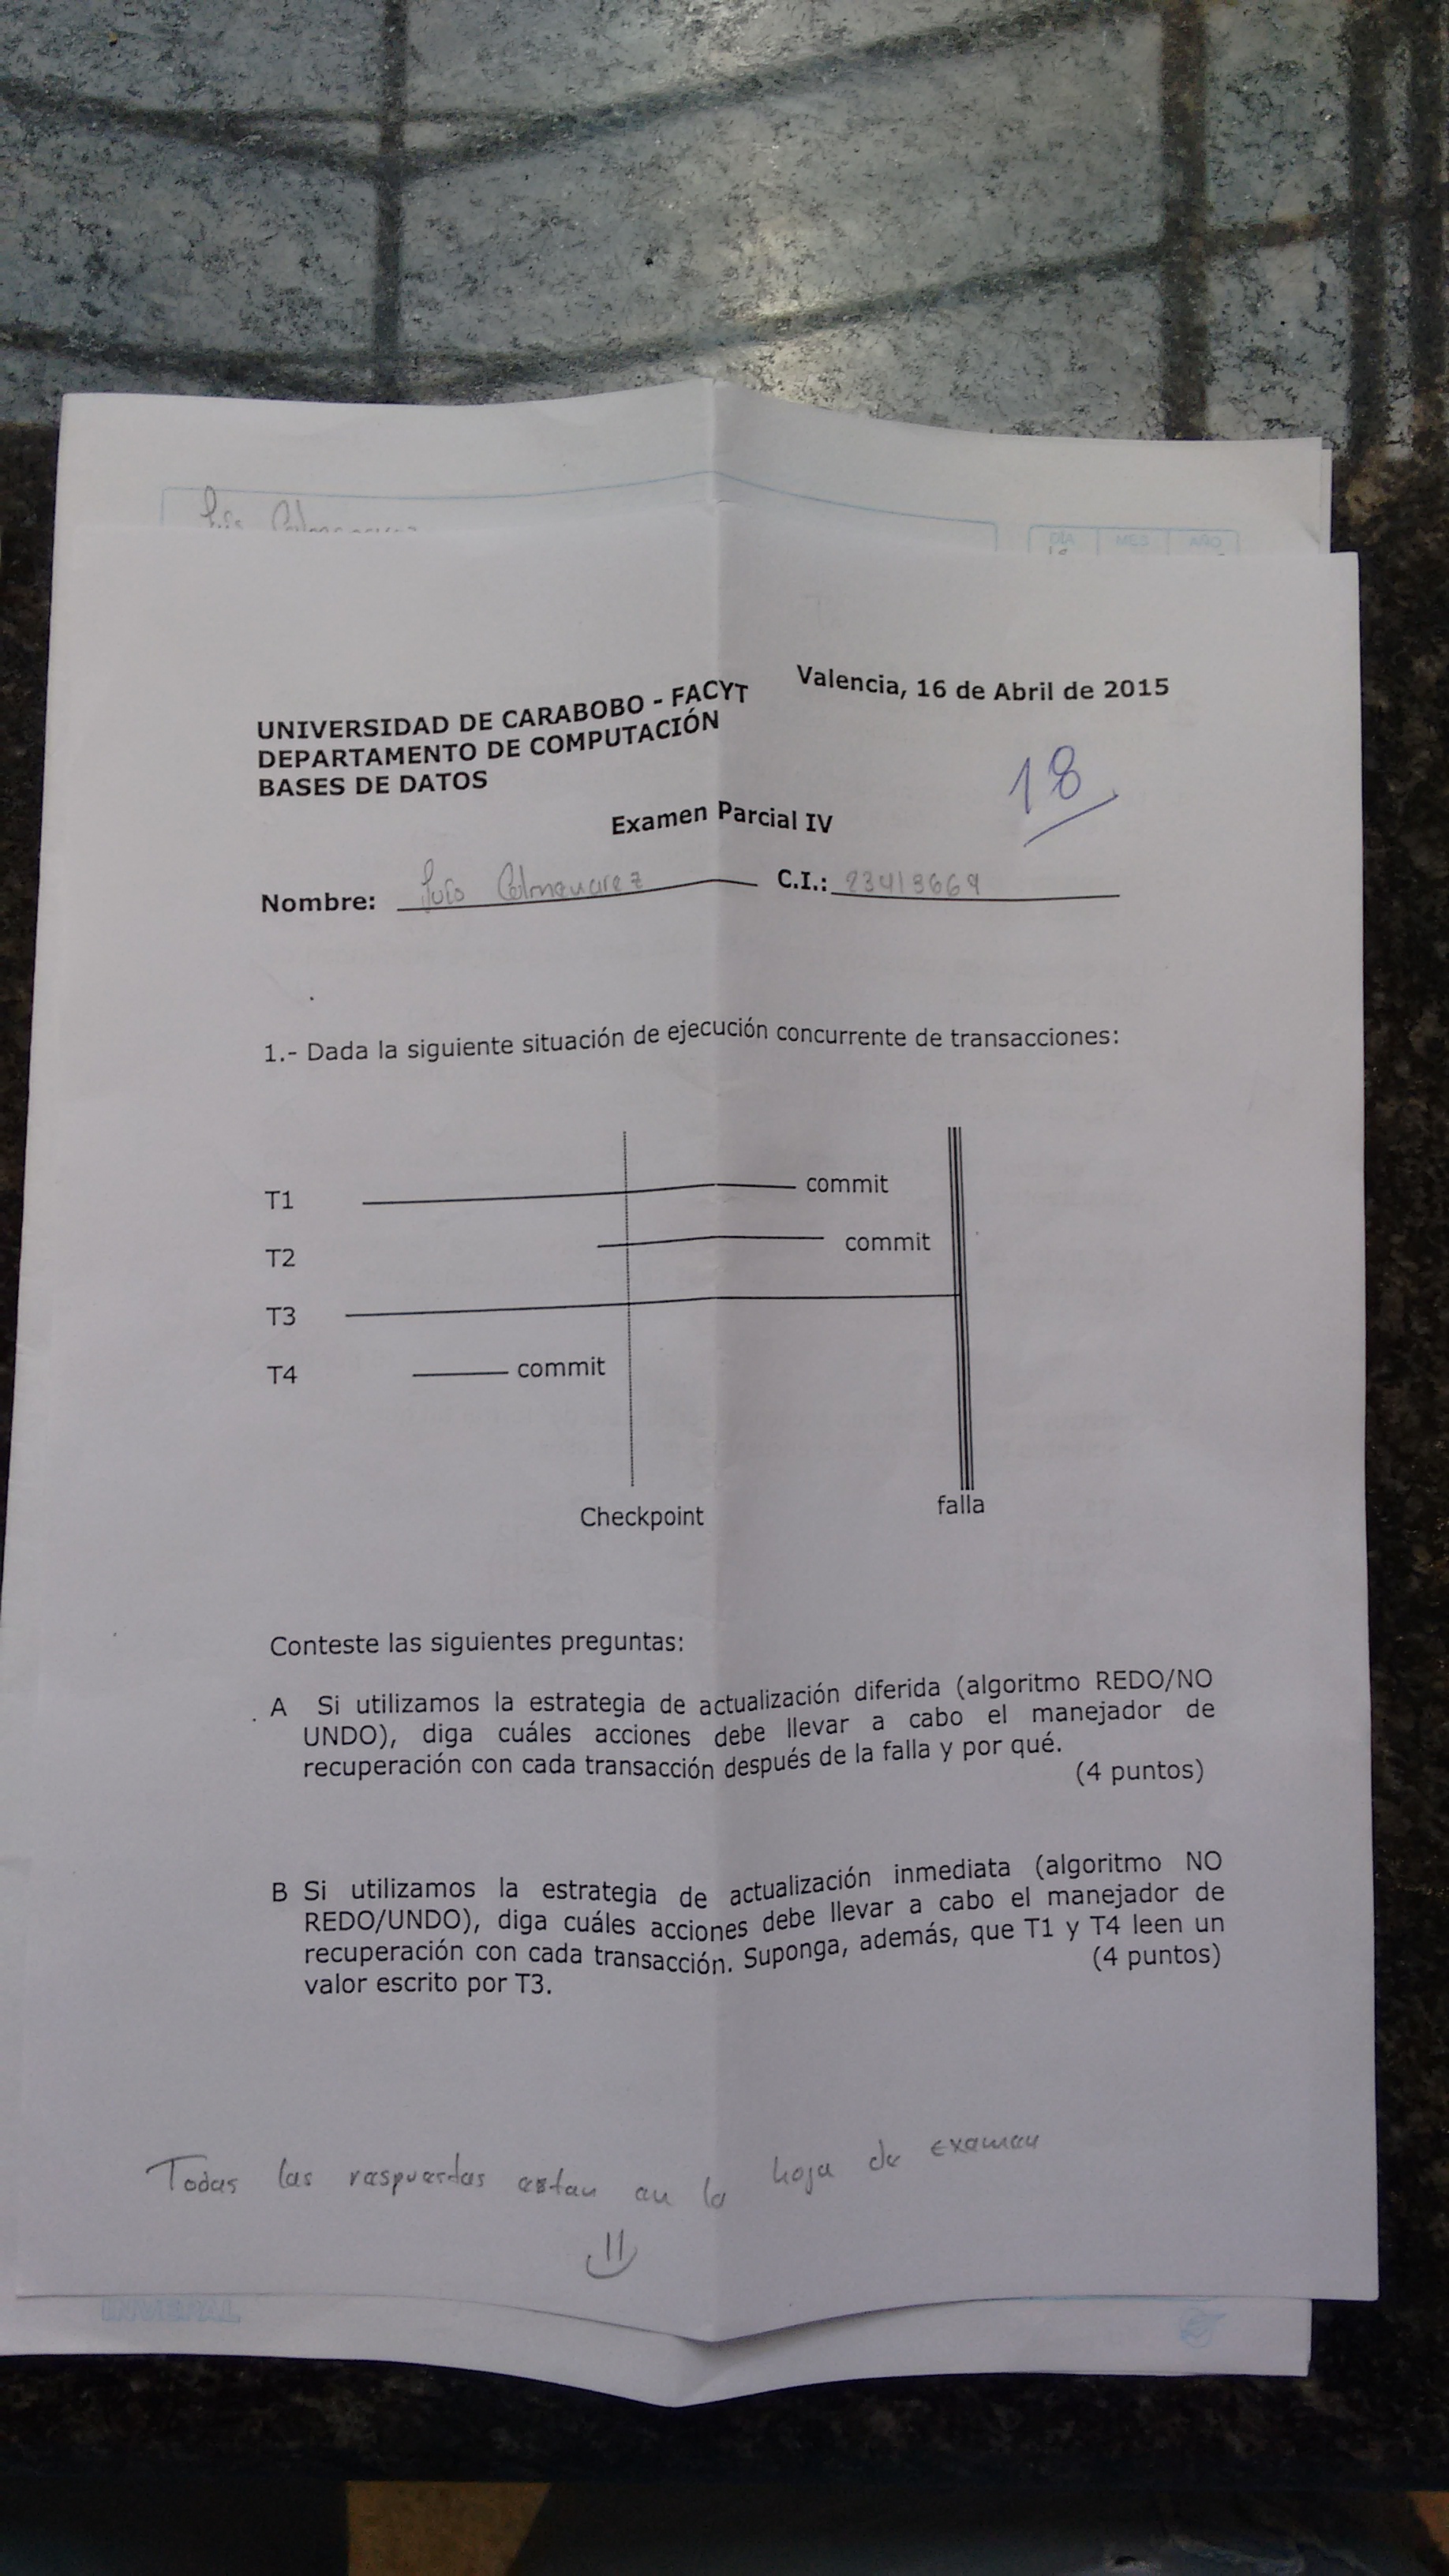 DÍA MES AÑO
Valencia, 16 de Abril de 2015
UNIVERSIDAD DE CARABOBO - FACYT
DEPARTAMENTO DE COMPUTACIÓN
BASES DE DATOS
18
Examen Parcial IV
Nombre: Luis Colmenarez C.I.: 23419669
1.- Dada la siguiente situación de ejecución concurrente de transacciones:
T1 commit
T2 commit
T3
T4 commit
Checkpoint falla
Conteste las siguientes preguntas:
A Si utilizamos la estrategia de actualización diferida (algoritmo REDO/NO
UNDO), diga cuáles acciones debe llevar a cabo el manejador de
recuperación con cada transacción después de la falla y por qué.
(4 puntos)
B Si utilizamos la estrategia de actualización inmediata (algoritmo NO
REDO/UNDO), diga cuáles acciones debe llevar a cabo el manejador de
recuperación con cada transacción. Suponga, además, que T1 y T4 leen un
valor escrito por T3. (4 puntos)
Todas las respuestas estan en la hoja de examen